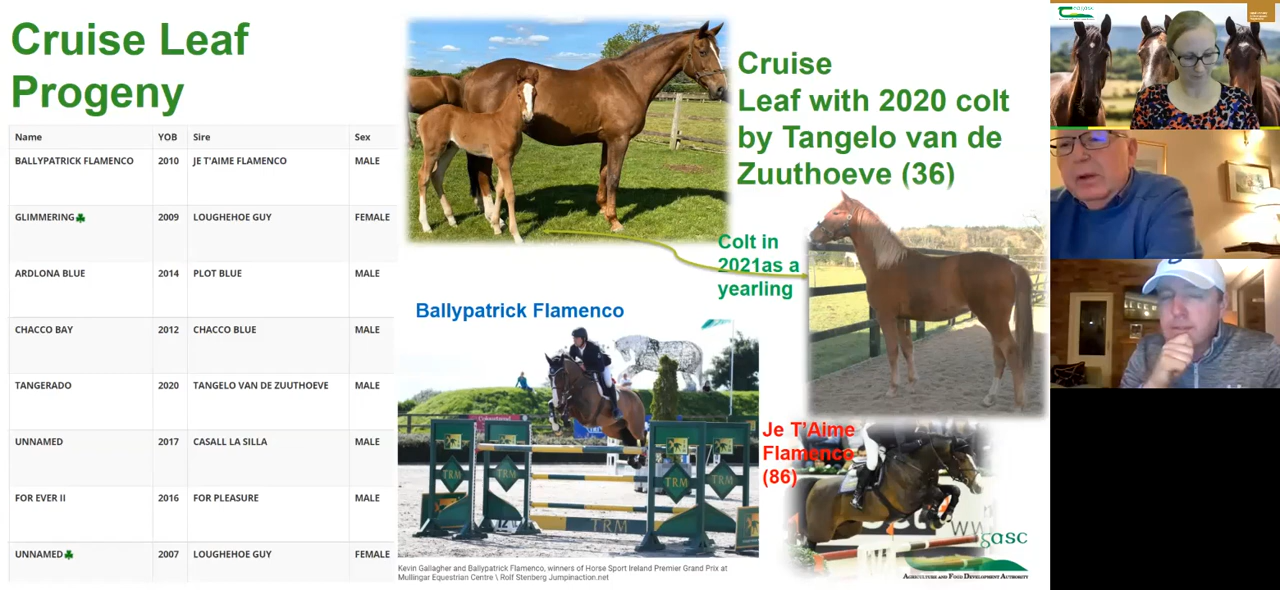 Cruise Leaf
Progeny
Name YOB Sire Sex
BALLYPATRICK FLAMENCO 2010 JE T'AIME FLAMENCO MALE
GLIMMERING☘ 2009 LOUGHEHOE GUY FEMALE
ARDLONA BLUE 2014 PLOT BLUE MALE
CHACCO BAY 2012 CHACCO BLUE MALE
TANGERADO 2020 TANGELO VAN DE ZUUTHOEVE MALE
UNNAMED 2017 CASALL LA SILLA MALE
FOR EVER II 2016 FOR PLEASURE MALE
UNNAMED☘ 2007 LOUGHEHOE GUY FEMALE
Cruise
Leaf with 2020 colt
by Tangelo van de
Zuuthoeve (36)
Colt in
2021as a
yearling
Ballypatrick Flamenco
TRM
TRM
TRM
TRM
TRM
Kevin Gallagher and Ballypatrick Flamenco, winners of Horse Sport Ireland Premier Grand Prix at
Mullingar Equestrian Centre \ Rolf Stenberg Jumpinaction.net
Je T'Aime
Flamenco
(86)
gasc
AGRICULTURE AND FOOD DEVELOPMENT AUTHORITY